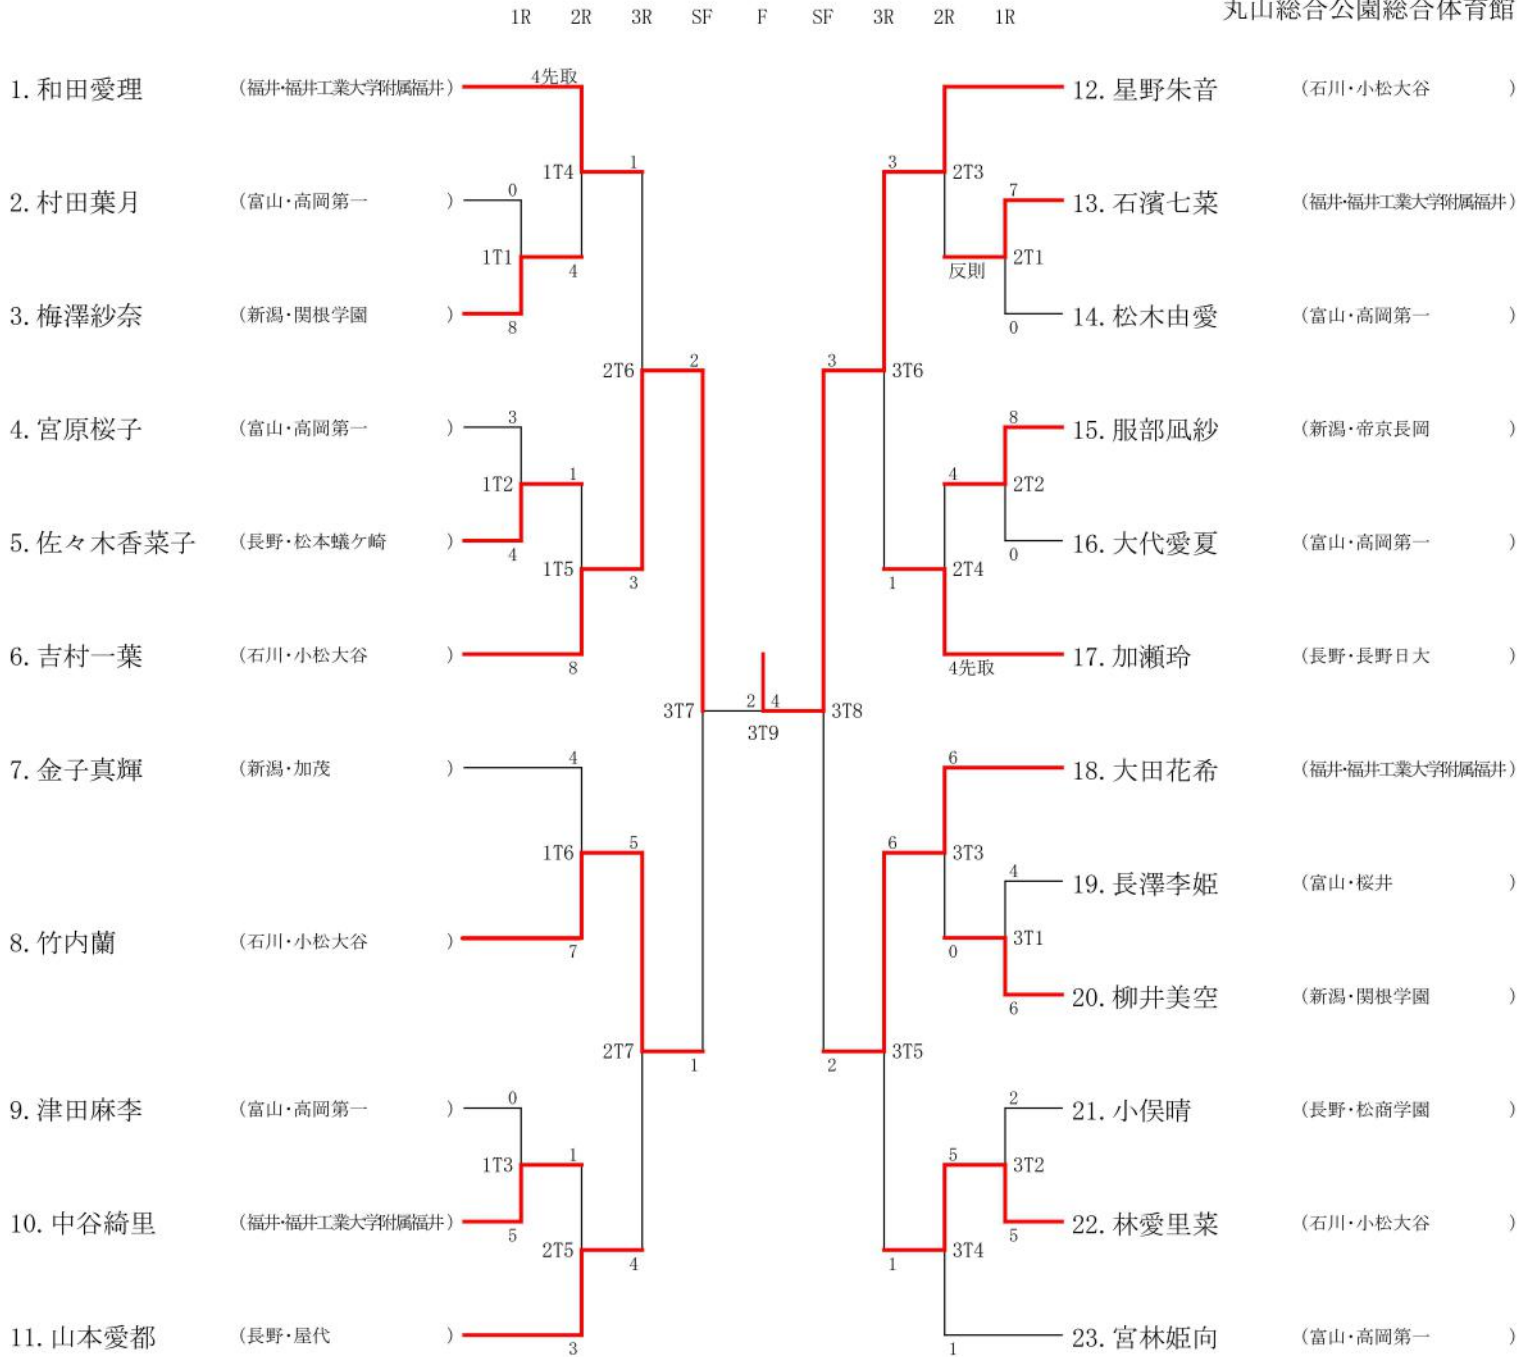 丸山総合公園総合体育館
1R 2R 3R SF F SF 3R 2R 1R
4先取
1. 和田愛理 (福井・福井工業大学附属福井)
12. 星野朱音 (石川・小松大谷)
1T4 1
3 2T3
0
7
2. 村田葉月 (富山・高岡第一)
13. 石濱七菜 (福井・福井工業大学附属福井)
1T1 4
反則 2T1
3. 梅澤紗奈 (新潟・関根学園)
8
14. 松木由愛 (富山・高岡第一)
0
2T6 2
3 3T6
3
8
4. 宮原桜子 (富山・高岡第一)
15. 服部凪紗 (新潟・帝京長岡)
1T2 1
4 2T2
5. 佐々木香菜子 (長野・松本蟻ケ崎)
4
16. 大代愛夏 (富山・高岡第一)
0
1T5 3
1 2T4
6. 吉村一葉 (石川・小松大谷)
8
17. 加瀬玲 (長野・長野日大)
4先取
3T7 2 4 3T8
3T9
4
6
7. 金子真輝 (新潟・加茂)
18. 大田花希 (福井・福井工業大学附属福井)
1T6 5
6 3T3
4
19. 長澤李姫 (富山・桜井)
8. 竹内蘭 (石川・小松大谷)
7
0 3T1
20. 柳井美空 (新潟・関根学園)
6
2T7 1
2 3T5
0
2
9. 津田麻李 (富山・高岡第一)
21. 小俣晴 (長野・松商学園)
1T3 1
5 3T2
10. 中谷綺里 (福井・福井工業大学附属福井)
5
22. 林愛里菜 (石川・小松大谷)
5
2T5 4
1 3T4
11. 山本愛都 (長野・屋代)
3
23. 宮林姫向 (富山・高岡第一)
1